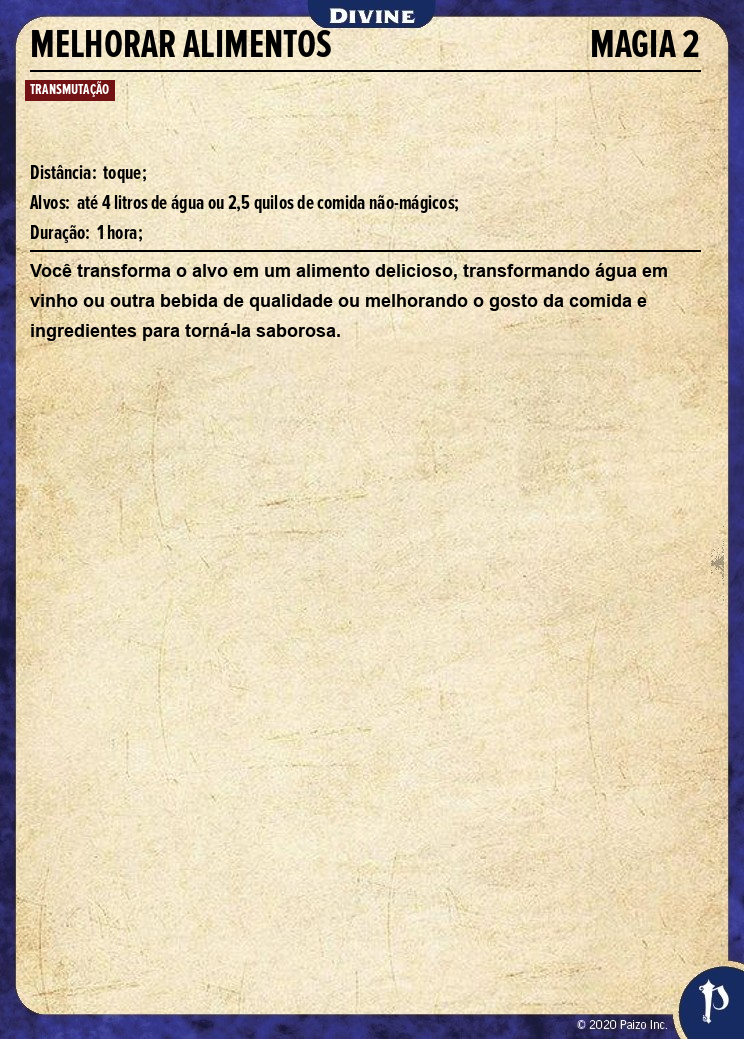 DIVINE
MELHORAR ALIMENTOS MAGIA 2
TRANSMUTAÇÃO
Distância: toque;
Alvos: até 4 litros de água ou 2,5 quilos de comida não-mágicos;
Duração: 1 hora;
Você transforma o alvo em um alimento delicioso, transformando água em
vinho ou outra bebida de qualidade ou melhorando o gosto da comida e
ingredientes para torná-la saborosa.
© 2020 Paizo Inc.